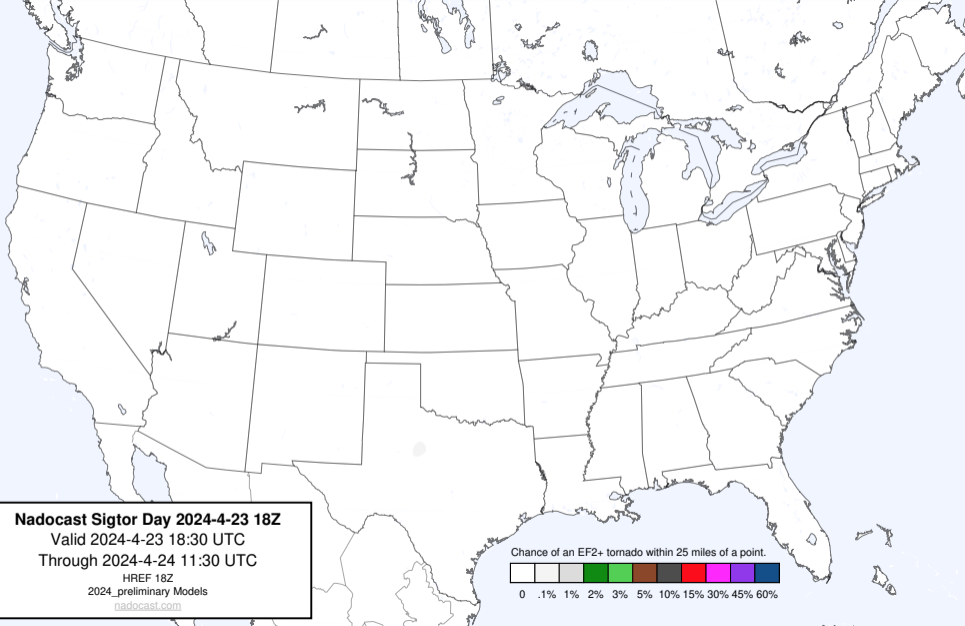 Nadocast Sigtor Day 2024-4-23 18Z
Valid 2024-4-23 18:30 UTC
Through 2024-4-24 11:30 UTC
HREF 18Z
2024_preliminary Models
nadocast.com
Chance of an EF2+ tornado within 25 miles of a point.
0 .1% 1% 2% 3% 5% 10% 15% 30% 45% 60%